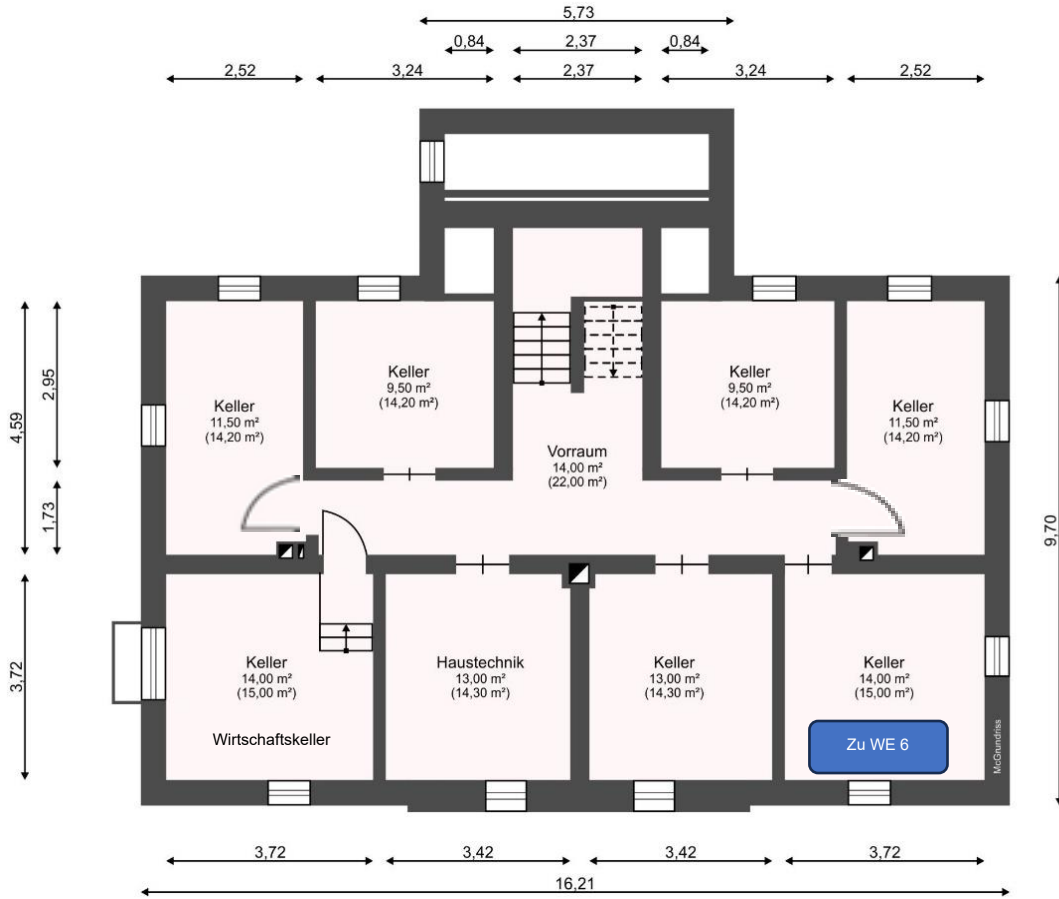 5,73
0,84
2,37
0,84
2,52
3,24
2,37
3,24
2,52
Keller
9,50 m²
(14,20 m²)
Keller
9,50 m²
(14,20 m²)
Keller
11,50 m²
(14,20 m²)
Keller
11,50 m²
(14,20 m²)
Vorraum
14,00 m²
(22,00 m²)
4,59
2,95
1,73
3,72
9,70
Keller
14,00 m²
(15,00 m²)
Wirtschaftskeller
Haustechnik
13,00 m²
(14,30 m²)
Keller
13,00 m²
(14,30 m²)
Keller
14,00 m²
(15,00 m²)
Zu WE 6
McGrundriss
3,72
3,42
3,42
3,72
16,21